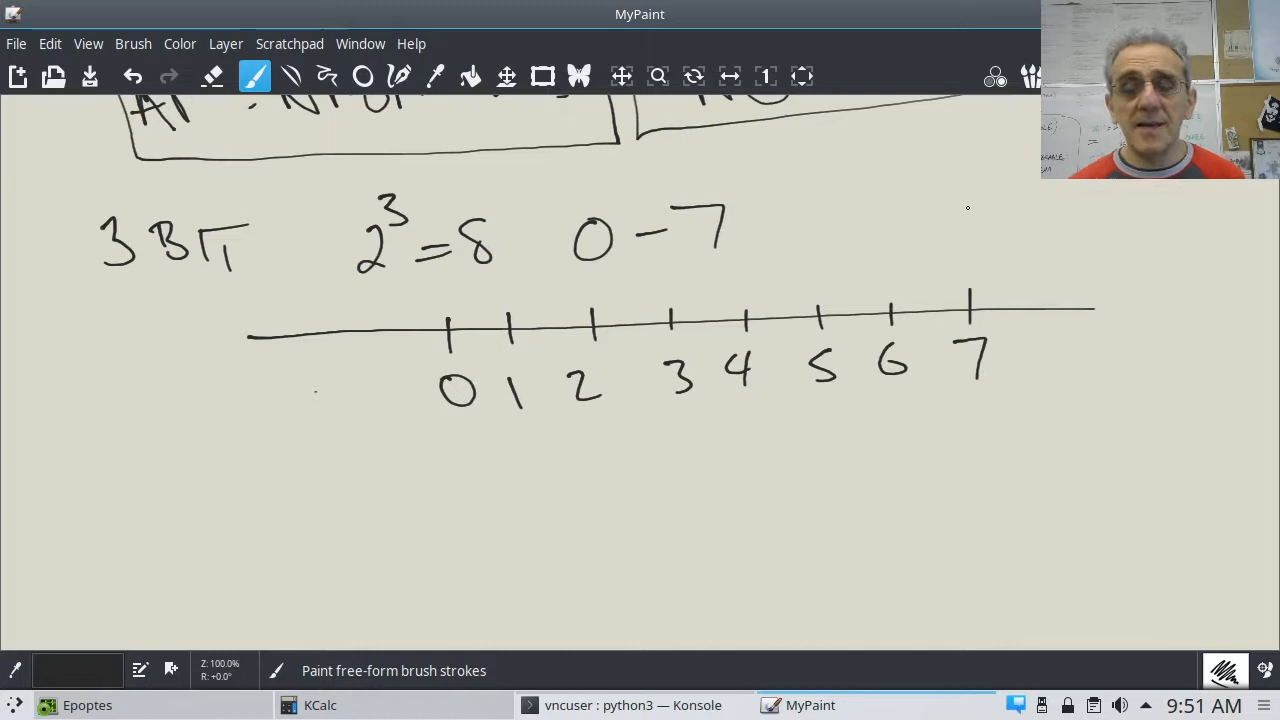 MyPaint
File Edit View Brush Color Layer Scratchpad Window Help
3 BIT 2^3 = 8 0 - 7
0 1 2 3 4 5 6 7
Z: 100.0%
R: +0.0°
Paint free-form brush strokes
Epoptes KCalc vncuser : python3 — Konsole MyPaint 9:51 AM